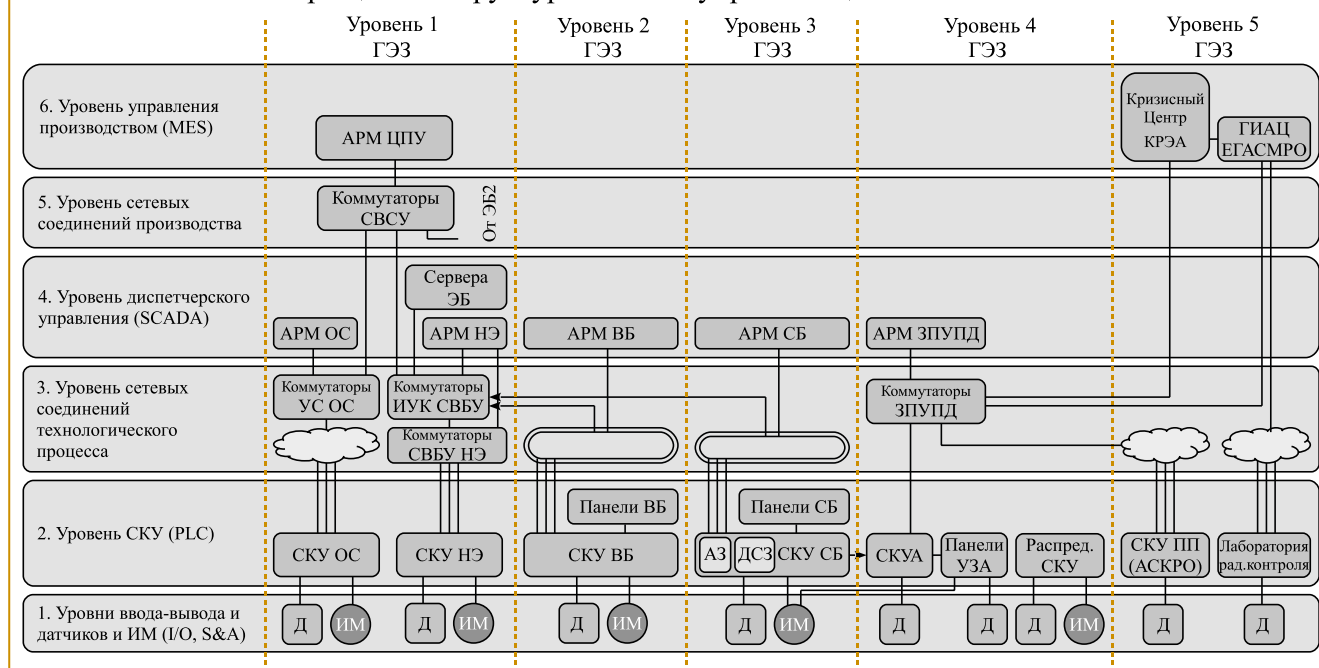 Уровень 1
ГЭЗ
Уровень 2
ГЭЗ
Уровень 3
ГЭЗ
Уровень 4
ГЭЗ
Уровень 5
ГЭЗ
6. Уровень управления
производством (MES)
АРМ ЦПУ
Кризисный
Центр
КРЭА
ГИАЦ
ЕГАСМРО
5. Уровень сетевых
соединений производства
Коммутаторы
СВСУ
От ЭБ2
4. Уровень диспетчерского
управления (SCADA)
Сервера
ЭБ
АРМ ОС
АРМ НЭ
АРМ ВБ
АРМ СБ
АРМ ЗПУПД
3. Уровень сетевых
соединений
технологического
процесса
Коммутаторы
УС ОС
Коммутаторы
ИУК СВБУ
Коммутаторы
СВБУ НЭ
Коммутаторы
ЗПУПД
2. Уровень СКУ (PLC)
Панели ВБ
Панели СБ
СКУ ОС
СКУ НЭ
СКУ ВБ
АЗ
ДСЗ
СКУ СБ
СКУА
Панели
УЗА
Распред.
СКУ
СКУ ПП
(АСКРО)
Лаборатория
рад.контроля
1. Уровни ввода-вывода и
датчиков и ИМ (I/O, S&A)
Д
ИМ
Д
ИМ
Д
ИМ
Д
ИМ
Д
Д
Д
ИМ
Д
Д